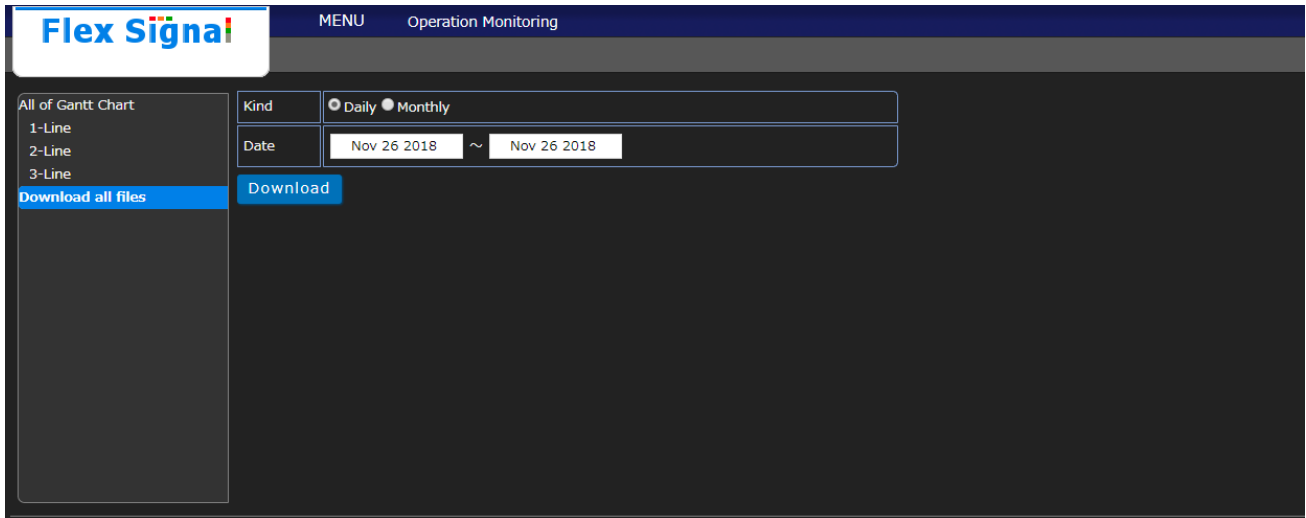 Flex Signal
MENU Operation Monitoring
All of Gantt Chart
1-Line
2-Line
3-Line
Download all files
Kind Daily Monthly
Date Nov 26 2018 ～ Nov 26 2018
Download